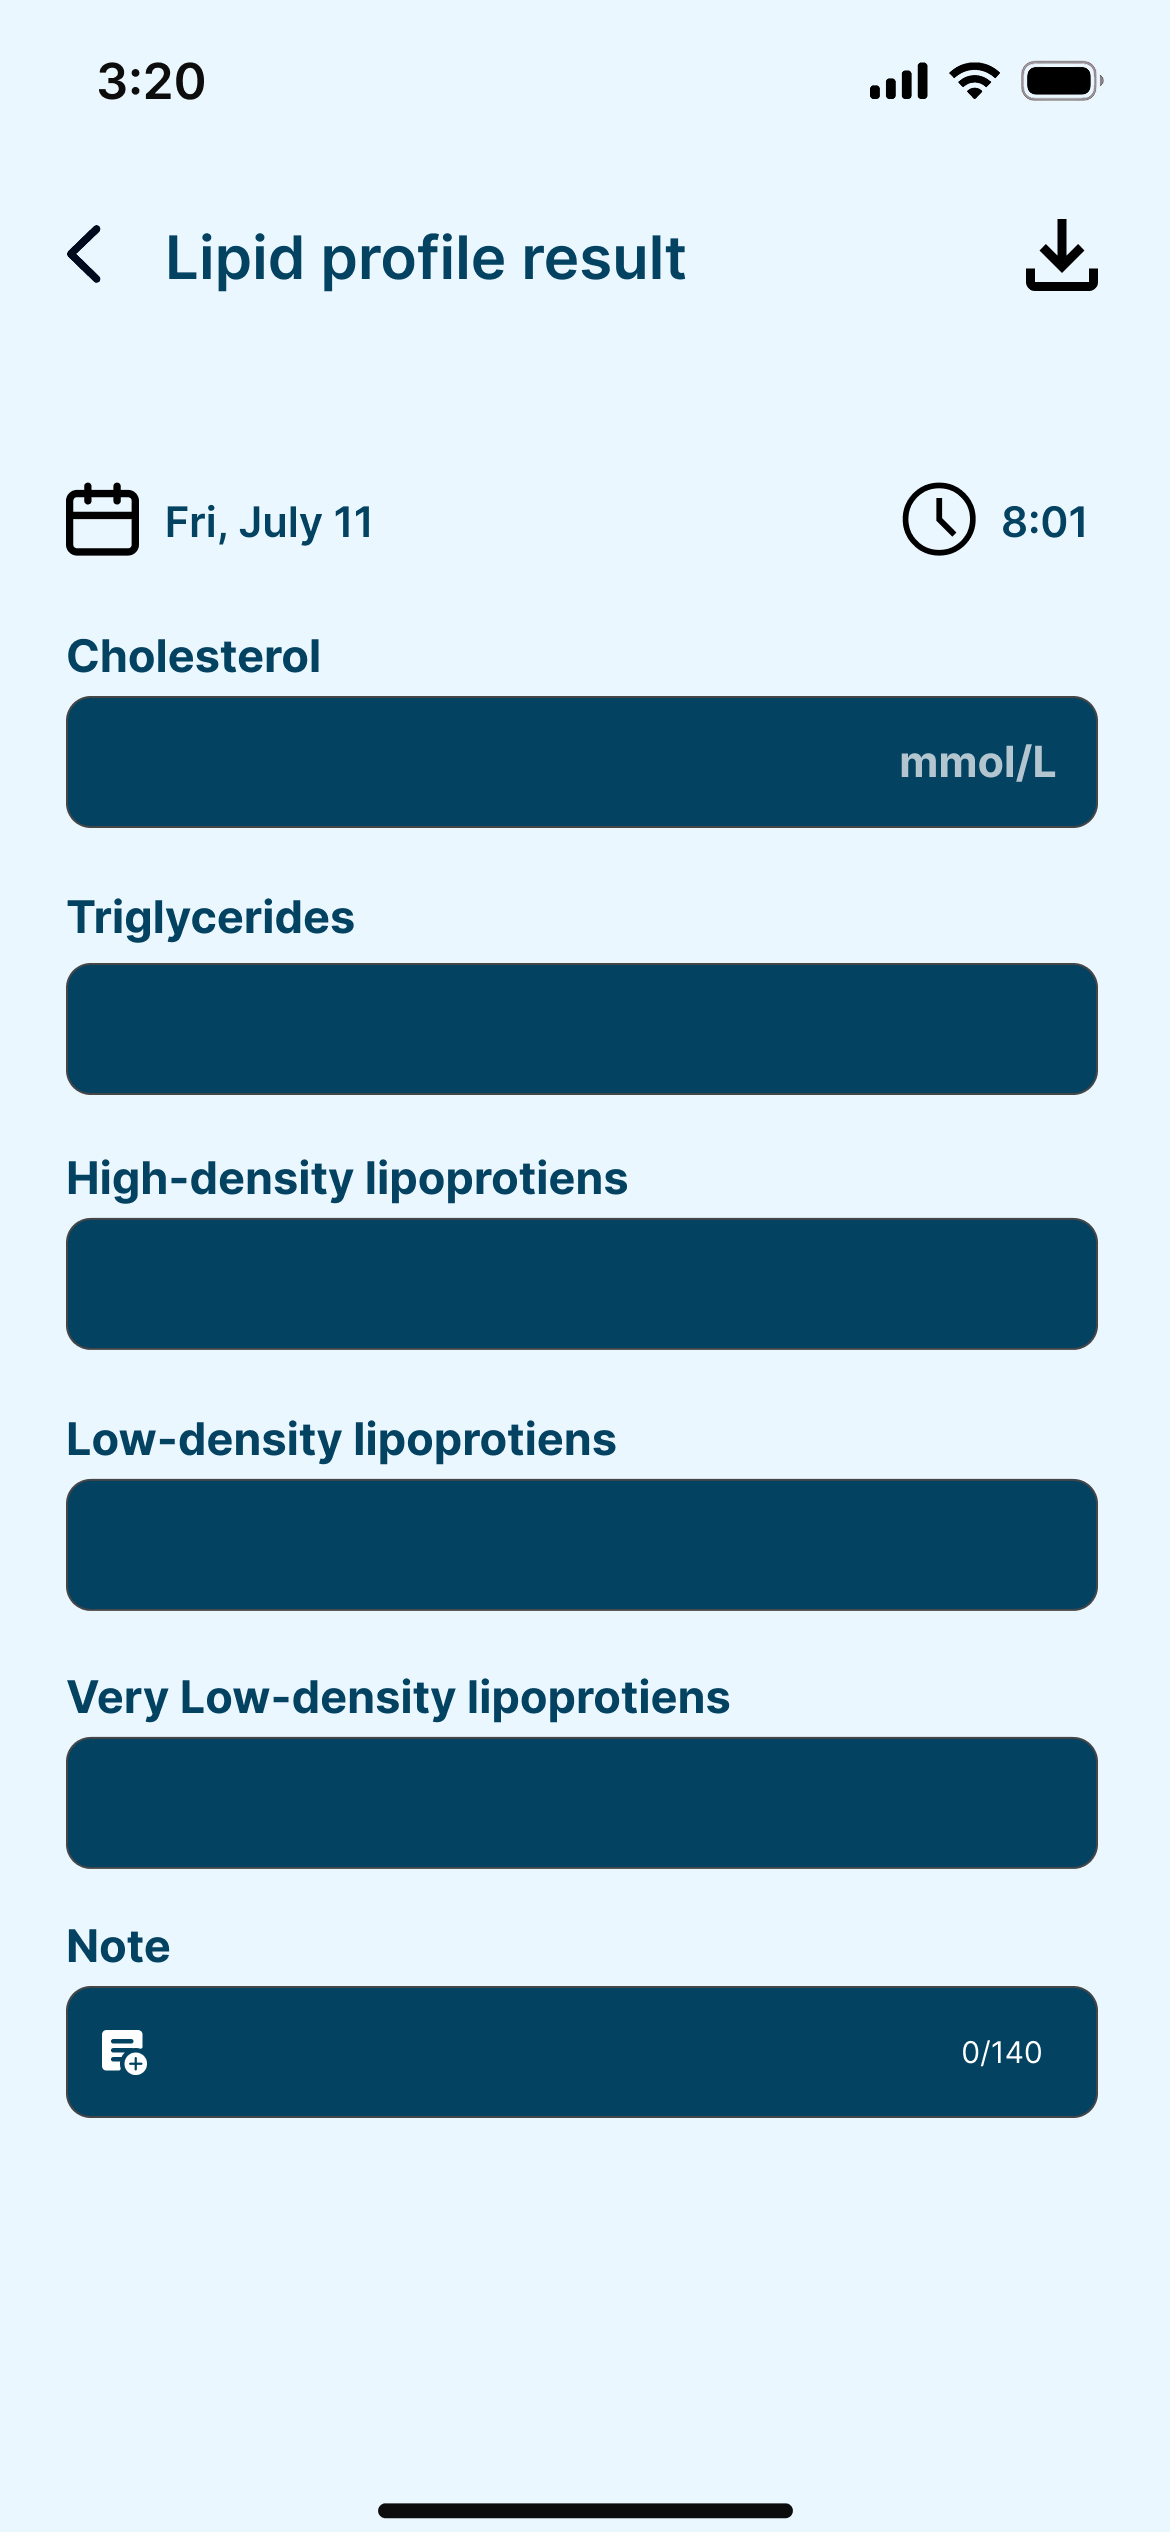 3:20
Lipid profile result
Fri, July 11
8:01
Cholesterol
mmol/L
Triglycerides
High-density lipoprotiens
Low-density lipoprotiens
Very Low-density lipoprotiens
Note
0/140